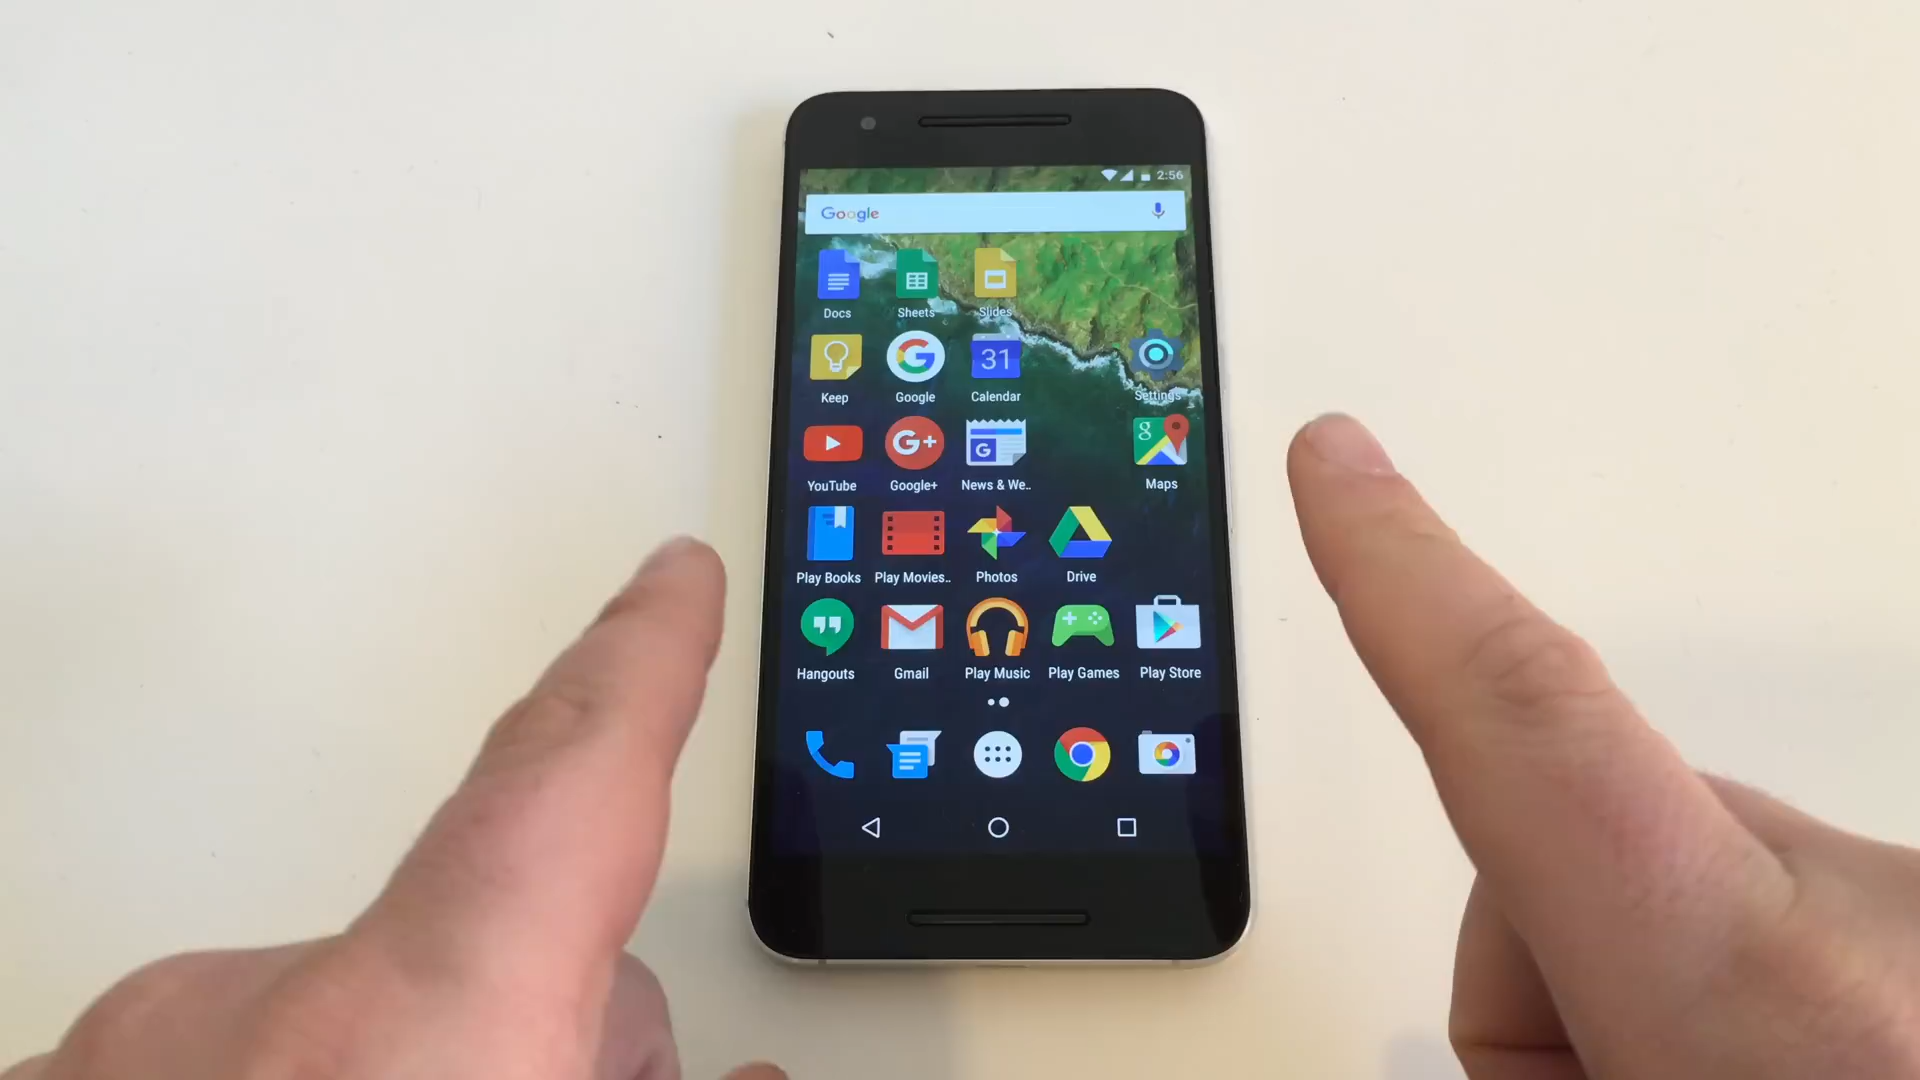 2:56
Google
Docs Sheets Slides
31
Keep Google Calendar Settings
G+ G g
YouTube Google+ News & We.. Maps
Play Books Play Movies.. Photos Drive
Hangouts Gmail Play Music Play Games Play Store